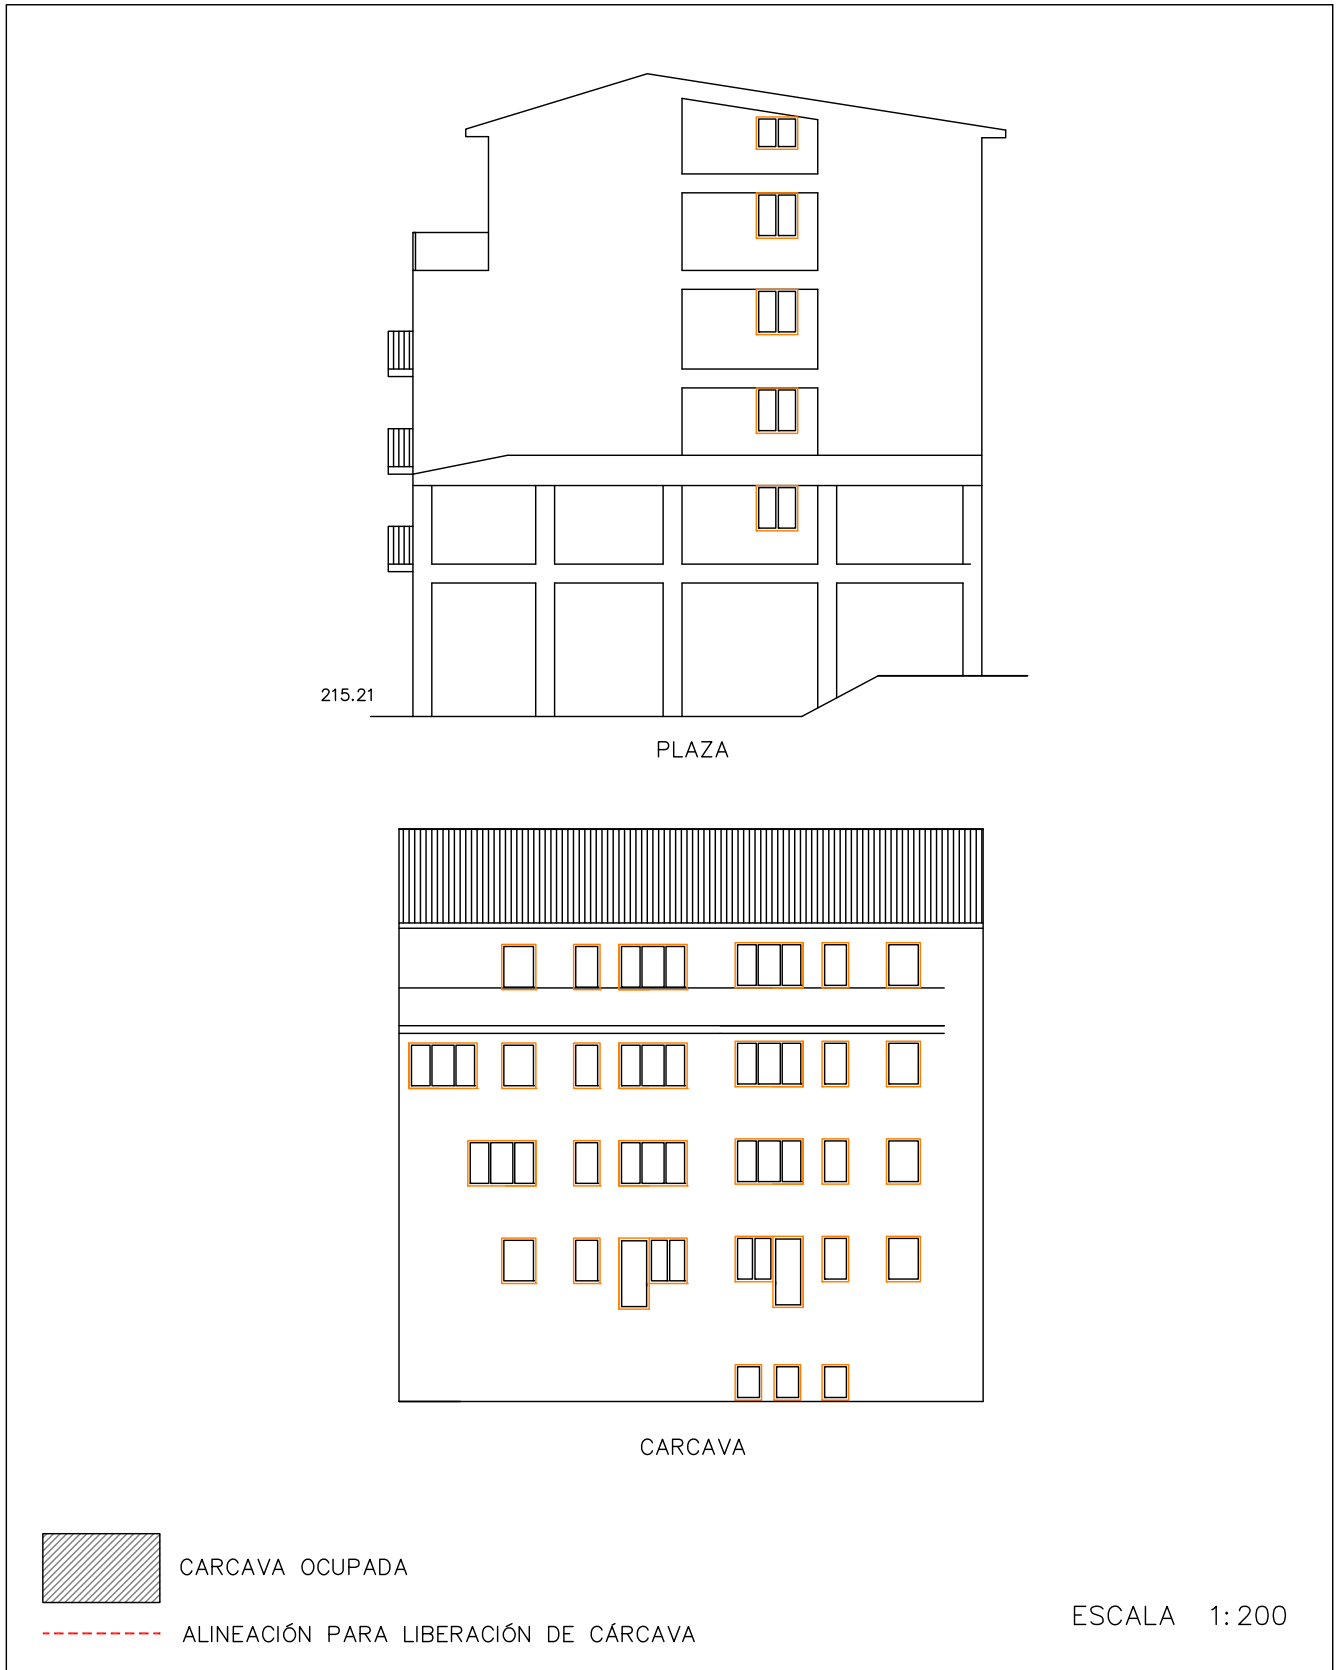 215.21
PLAZA
CARCAVA
CARCAVA OCUPADA
ALINEACIÓN PARA LIBERACIÓN DE CÁRCAVA
ESCALA 1:200